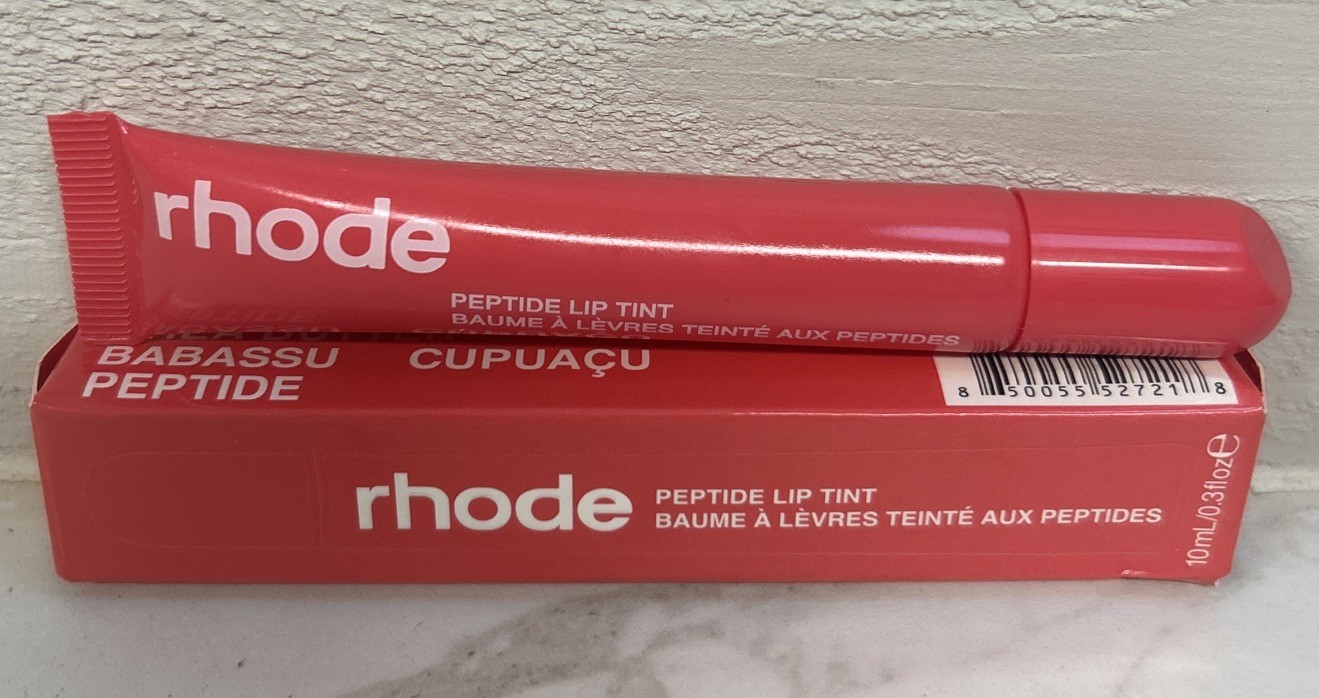 rhode
PEPTIDE LIP TINT
BAUME À LÈVRES TEINTÉ AUX PEPTIDES
BABASSU CUPUAÇU
PEPTIDE
8 50055 52721 8
rhode
PEPTIDE LIP TINT
BAUME À LÈVRES TEINTÉ AUX PEPTIDES
10mL/0.3floz℮